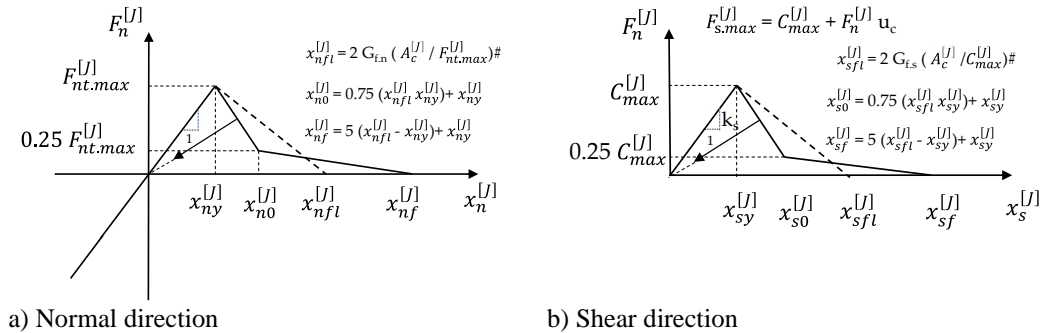 F_n^{[J]}
x_{nfl}^{[J]} = 2 G_{f.n} ( A_c^{[J]} / F_{nt.max}^{[J]})#
F_{nt.max}^{[J]}
x_{n0}^{[J]} = 0.75 (x_{nfl}^{[J]} x_{ny}^{[J]})+ x_{ny}^{[J]}
x_{nf}^{[J]} = 5 (x_{nfl}^{[J]} - x_{ny}^{[J]})+ x_{ny}^{[J]}
1
0.25 F_{nt.max}^{[J]}
x_{ny}^{[J]} x_{n0}^{[J]} x_{nfl}^{[J]} x_{nf}^{[J]} x_n^{[J]}
a) Normal direction
F_n^{[J]}
F_{s.max}^{[J]} = C_{max}^{[J]} + F_n^{[J]} u_c
x_{sfl}^{[J]} = 2 G_{f.s} ( A_c^{[J]} / C_{max}^{[J]})#
C_{max}^{[J]}
x_{s0}^{[J]} = 0.75 (x_{sfl}^{[J]} x_{sy}^{[J]})+ x_{sy}^{[J]}
k_s
1
x_{sf}^{[J]} = 5 (x_{sfl}^{[J]} - x_{sy}^{[J]})+ x_{sy}^{[J]}
0.25 C_{max}^{[J]}
x_{sy}^{[J]} x_{s0}^{[J]} x_{sfl}^{[J]} x_{sf}^{[J]} x_s^{[J]}
b) Shear direction